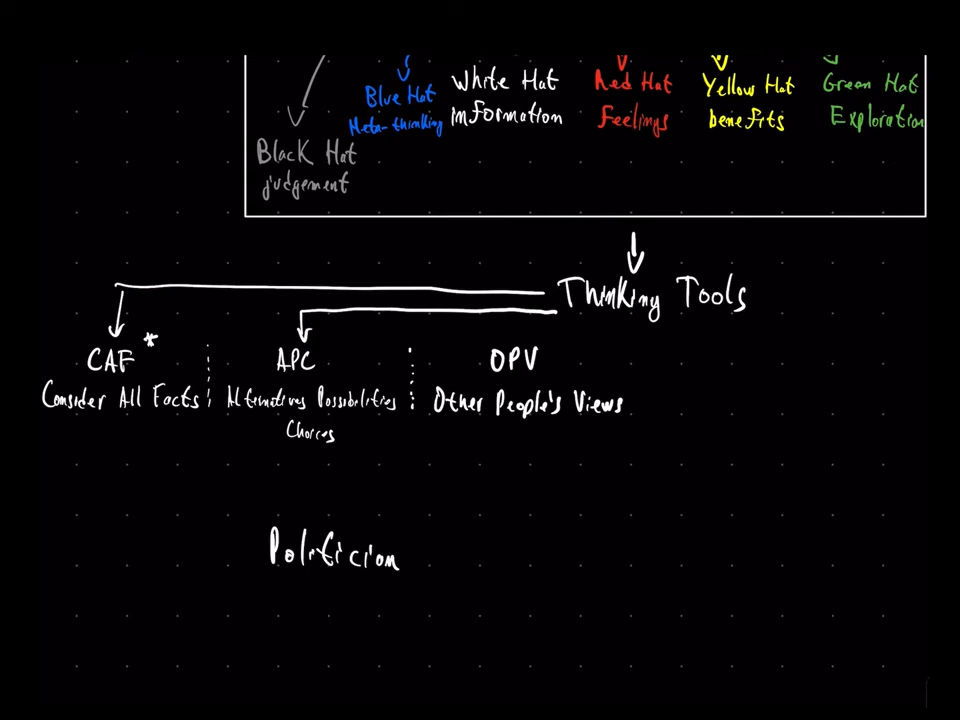 Blue Hat
Meta-thinking
White Hat
information
Red Hat
Feelings
Yellow Hat
benefits
Green Hat
Exploration
Black Hat
judgement
Thinking Tools
CAF *
Consider All Facts
APC
Alternatives Possibilities
Choices
OPV
Other People's Views
Politician